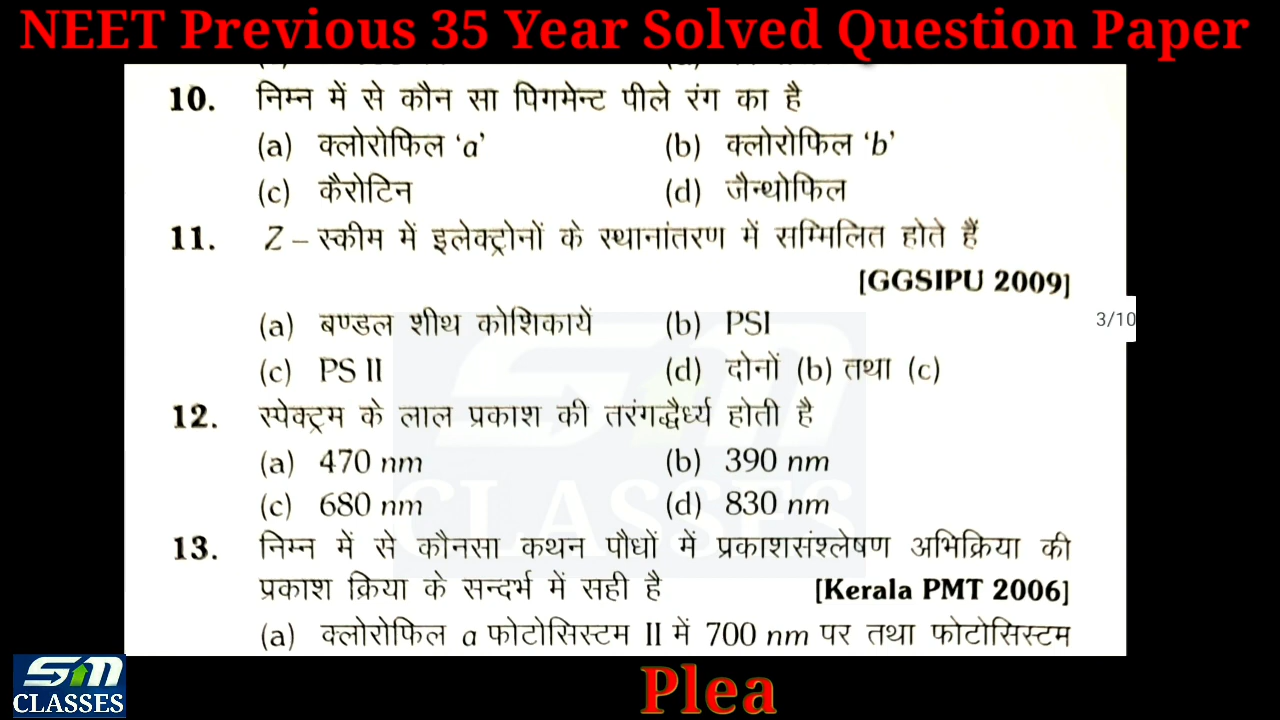 NEET Previous 35 Year Solved Question Paper
10. निम्न में से कौन सा पिगमेन्ट पीले रंग का है
(a) क्लोरोफिल ‘a’ (b) क्लोरोफिल ‘b’
(c) कैरोटिन (d) जैन्थोफिल
11. Z – स्कीम में इलेक्ट्रोनों के स्थानांतरण में सम्मिलित होते हैं
[GGSIPU 2009]
(a) बण्डल शीथ कोशिकायें (b) PSI
3/10
(c) PS II (d) दोनों (b) तथा (c)
12. स्पेक्ट्रम के लाल प्रकाश की तरंगद्धैर्ध्य होती है
(a) 470 nm (b) 390 nm
(c) 680 nm (d) 830 nm
13. निम्न में से कौनसा कथन पौधों में प्रकाशसंश्लेषण अभिक्रिया की
प्रकाश क्रिया के सन्दर्भ में सही है [Kerala PMT 2006]
(a) क्लोरोफिल a फोटोसिस्टम II में 700 nm पर तथा फोटोसिस्टम
SM
CLASSES
SM
CLASSES
Plea